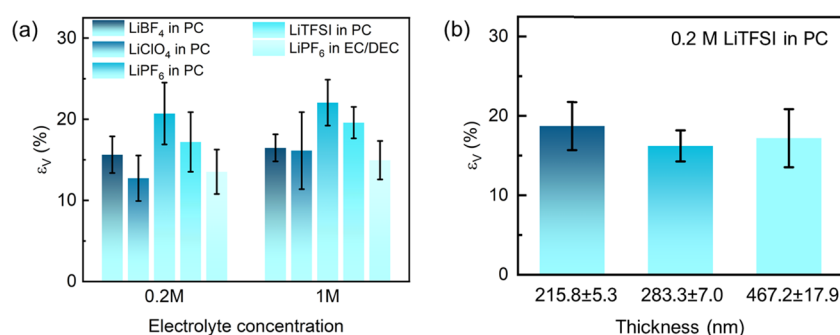 (a)
LiBF₄ in PC
LiClO₄ in PC
LiPF₆ in PC
LiTFSI in PC
LiPF₆ in EC/DEC
30
20
10
0
εV (%)
0.2M
1M
Electrolyte concentration
(b)
0.2 M LiTFSI in PC
30
20
10
0
εV (%)
215.8±5.3
283.3±7.0
467.2±17.9
Thickness (nm)